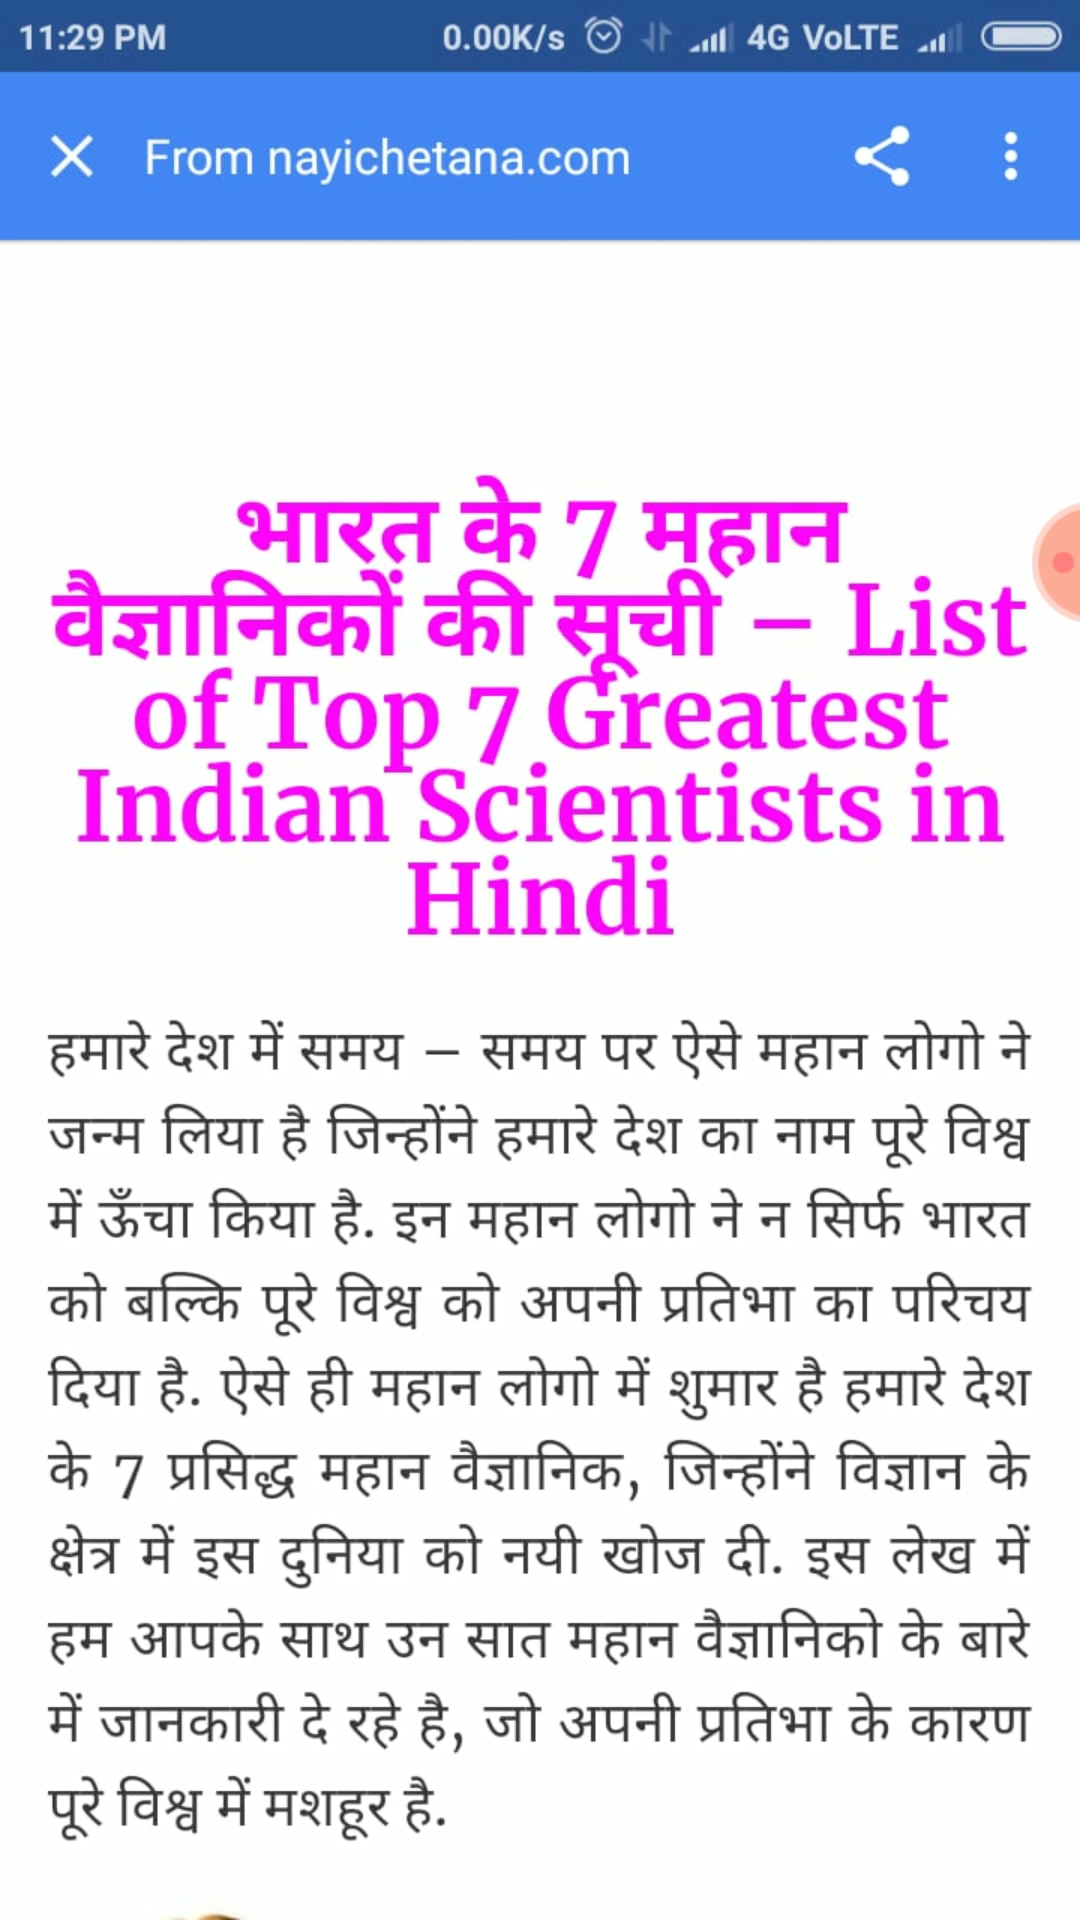 11:29 PM 0.00K/s 4G VoLTE
From nayichetana.com
भारत के 7 महान
वैज्ञानिकों की सूची – List
of Top 7 Greatest
Indian Scientists in
Hindi
हमारे देश में समय – समय पर ऐसे महान लोगो ने
जन्म लिया है जिन्होंने हमारे देश का नाम पूरे विश्व
में ऊँचा किया है. इन महान लोगो ने न सिर्फ भारत
को बल्कि पूरे विश्व को अपनी प्रतिभा का परिचय
दिया है. ऐसे ही महान लोगो में शुमार है हमारे देश
के 7 प्रसिद्ध महान वैज्ञानिक, जिन्होंने विज्ञान के
क्षेत्र में इस दुनिया को नयी खोज दी. इस लेख में
हम आपके साथ उन सात महान वैज्ञानिको के बारे
में जानकारी दे रहे है, जो अपनी प्रतिभा के कारण
पूरे विश्व में मशहूर है.